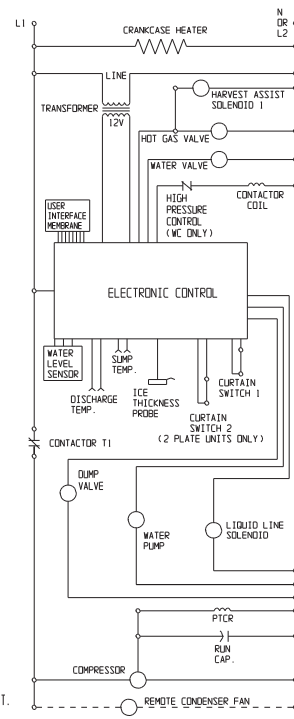 N
OR
L2
L1
CRANKCASE HEATER
LINE
TRANSFORMER
12V
HARVEST ASSIST
SOLENOID 1
HOT GAS VALVE
WATER VALVE
HIGH
PRESSURE
CONTROL
(WC ONLY)
CONTACTOR
COIL
USER
INTERFACE
MEMBRANE
ELECTRONIC CONTROL
WATER
LEVEL
SENSOR
SUMP
TEMP.
DISCHARGE
TEMP.
ICE
THICKNESS
PROBE
CURTAIN
SWITCH 1
CURTAIN
SWITCH 2
(2 PLATE UNITS ONLY)
CONTACTOR T1
DUMP
VALVE
WATER
PUMP
LIQUID LINE
SOLENOID
PTCR
RUN
CAP.
COMPRESSOR
T.
REMOTE CONDENSER FAN